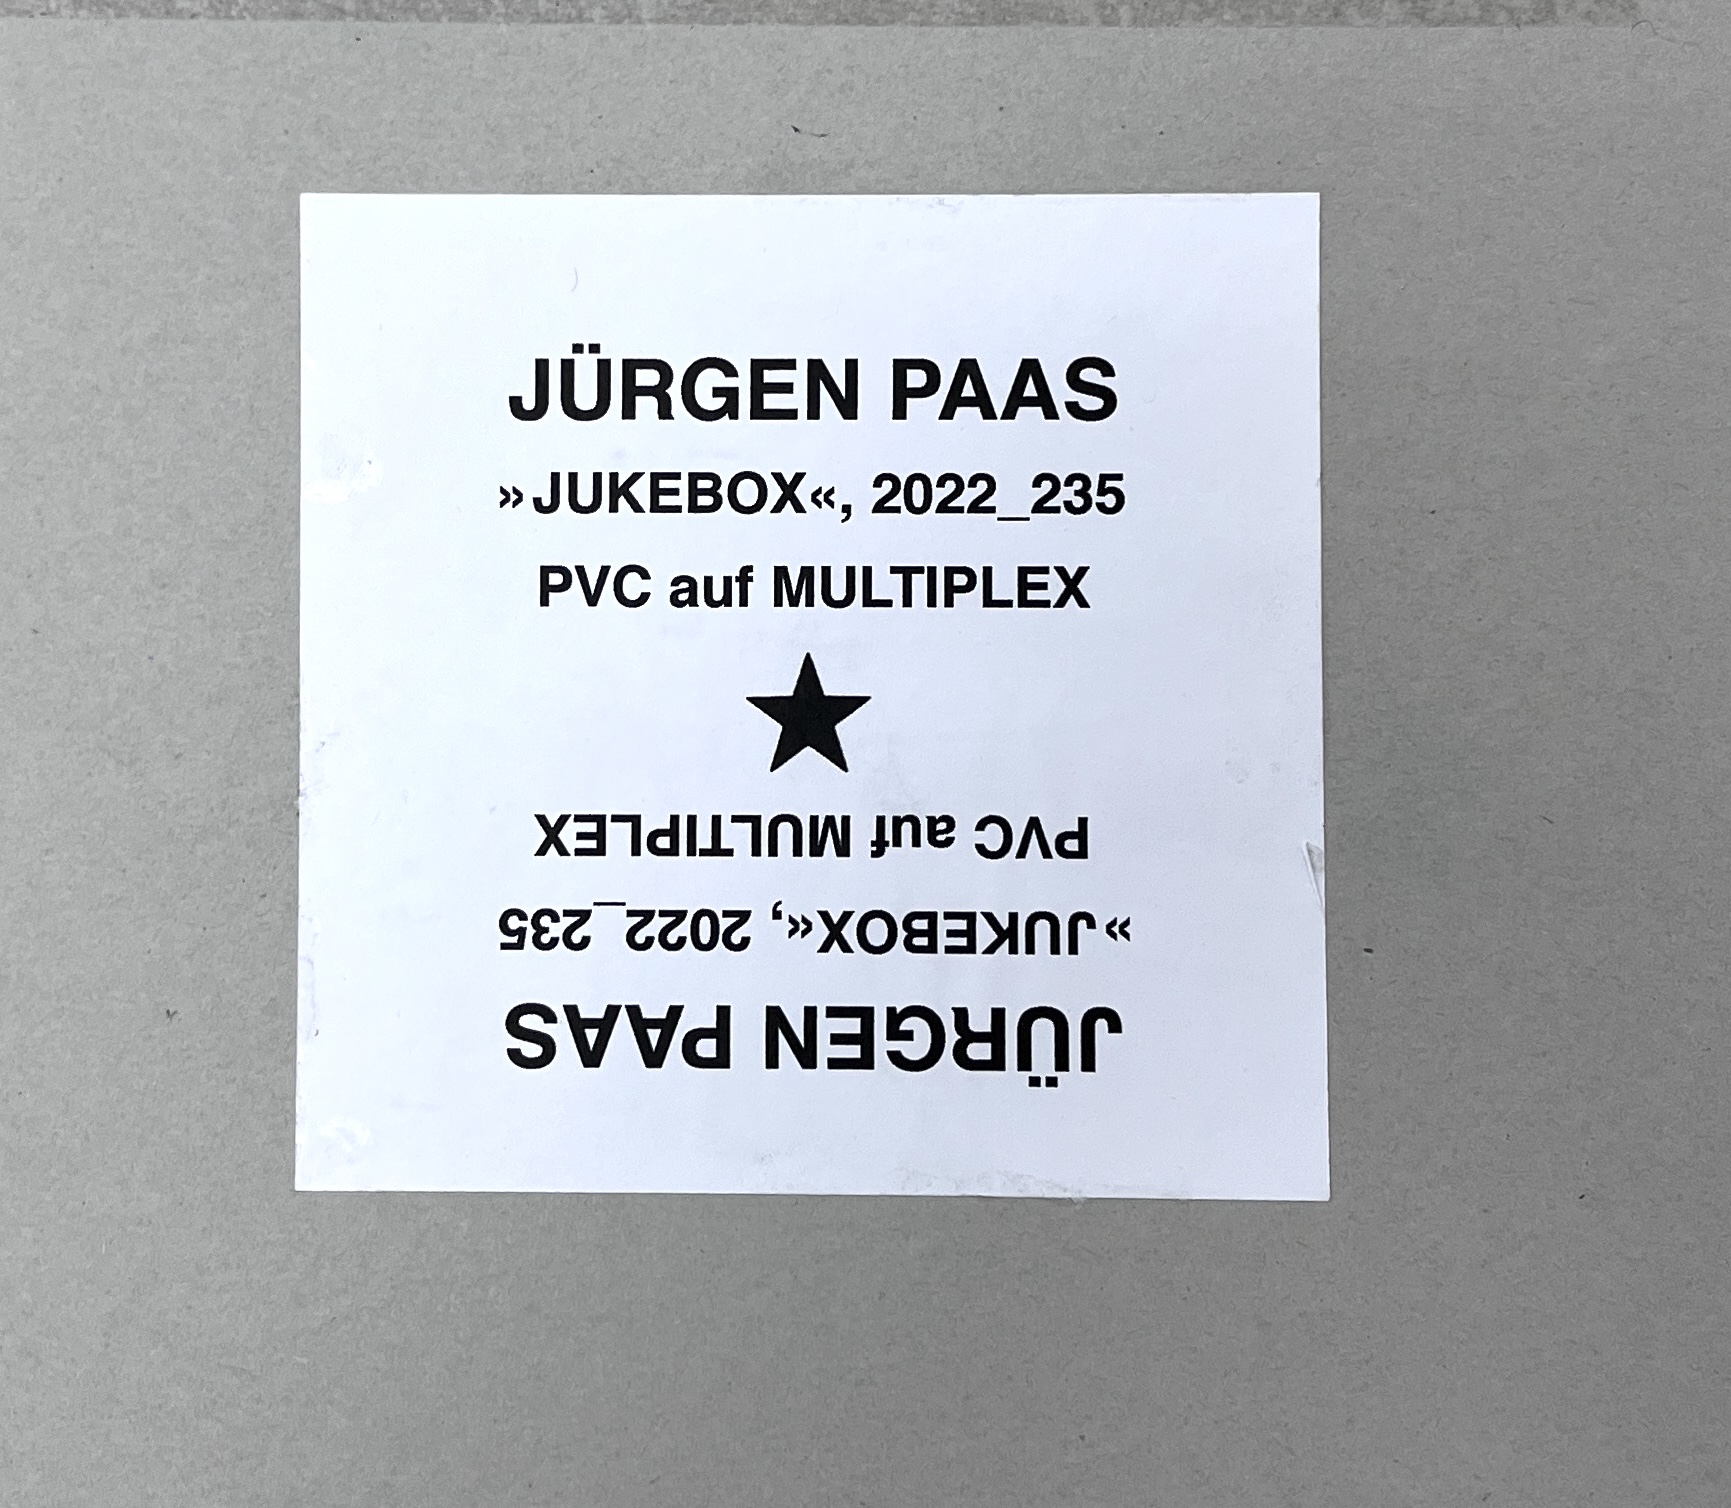 JÜRGEN PAAS
»JUKEBOX«, 2022_235
PVC auf MULTIPLEX
PVC auf MULTIPLEX
»JUKEBOX«, 2022_235
JÜRGEN PAAS